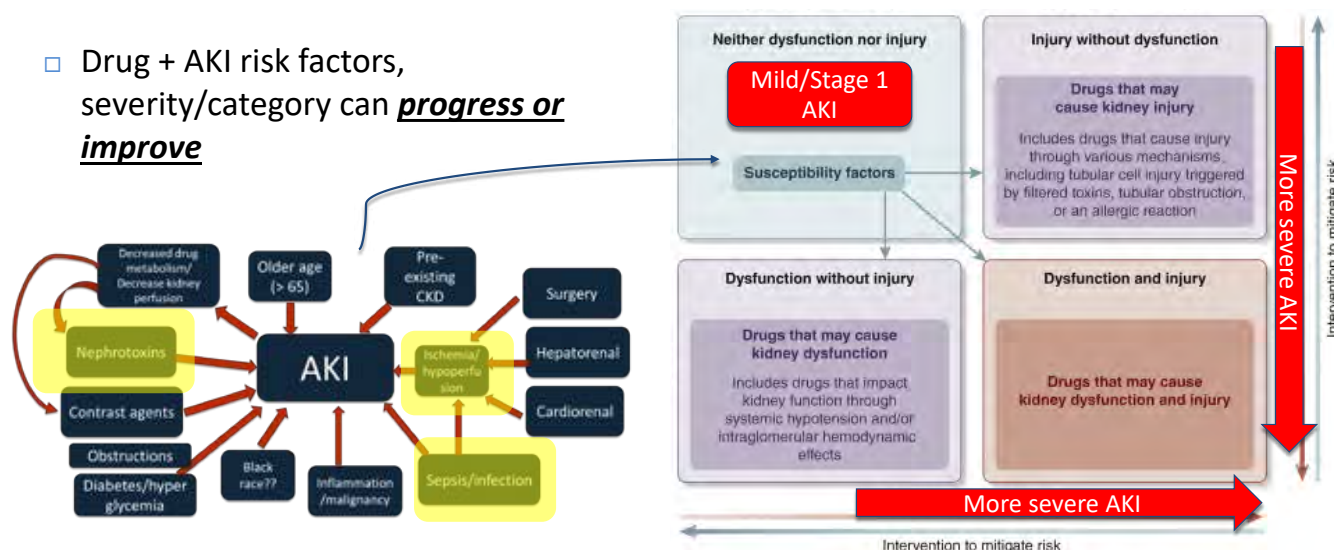 Drug + AKI risk factors,
severity/category can progress or
improve
Decreased drug
metabolism/
Decrease kidney
perfusion
Older age
(> 65)
Pre-
existing
CKD
Surgery
Nephrotoxins
AKI
Ischemia/
hypoperfu
sion
Hepatorenal
Contrast agents
Cardiorenal
Obstructions
Diabetes/hyper
glycemia
Black
race??
Inflammation
/malignancy
Sepsis/infection
Neither dysfunction nor injury
Mild/Stage 1
AKI
Susceptibility factors
Injury without dysfunction
Drugs that may
cause kidney injury
Includes drugs that cause injury
through various mechanisms,
including tubular cell injury triggered
by filtered toxins, tubular obstruction,
or an allergic reaction
Dysfunction without injury
Drugs that may cause
kidney dysfunction
Includes drugs that impact
kidney function through
systemic hypotension and/or
intraglomerular hemodynamic
effects
Dysfunction and injury
Drugs that may cause
kidney dysfunction and injury
More severe AKI
Intervention to mitigate risk
More severe AKI
Intervention to mitigate risk